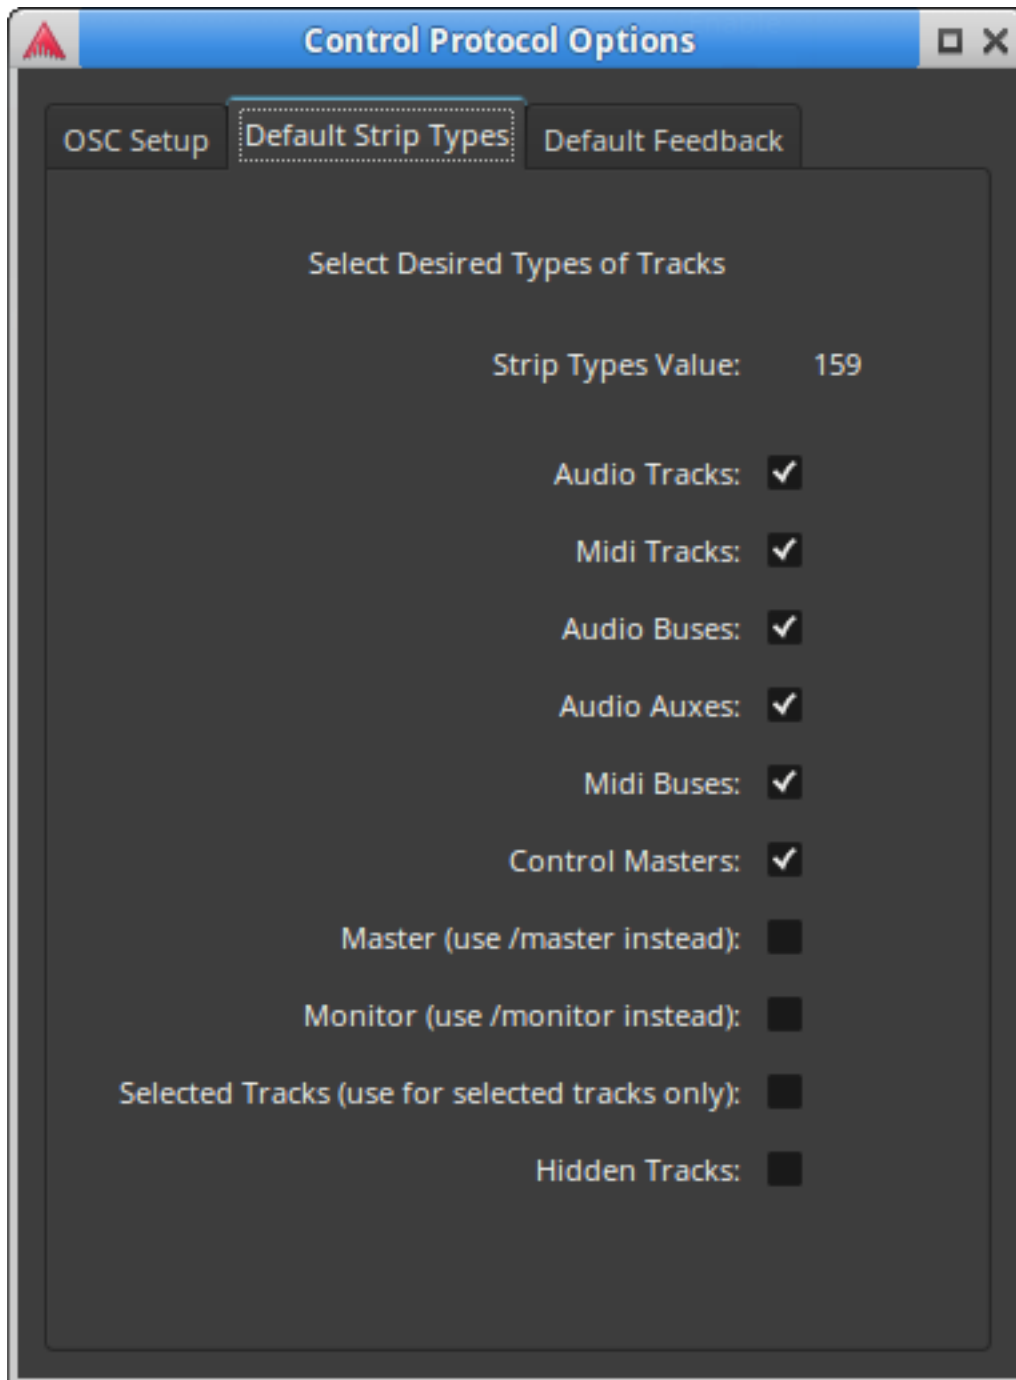 Control Protocol Options
OSC Setup
Default Strip Types
Default Feedback
Select Desired Types of Tracks
Strip Types Value: 159
Audio Tracks:
Midi Tracks:
Audio Buses:
Audio Auxes:
Midi Buses:
Control Masters:
Master (use /master instead):
Monitor (use /monitor instead):
Selected Tracks (use for selected tracks only):
Hidden Tracks: